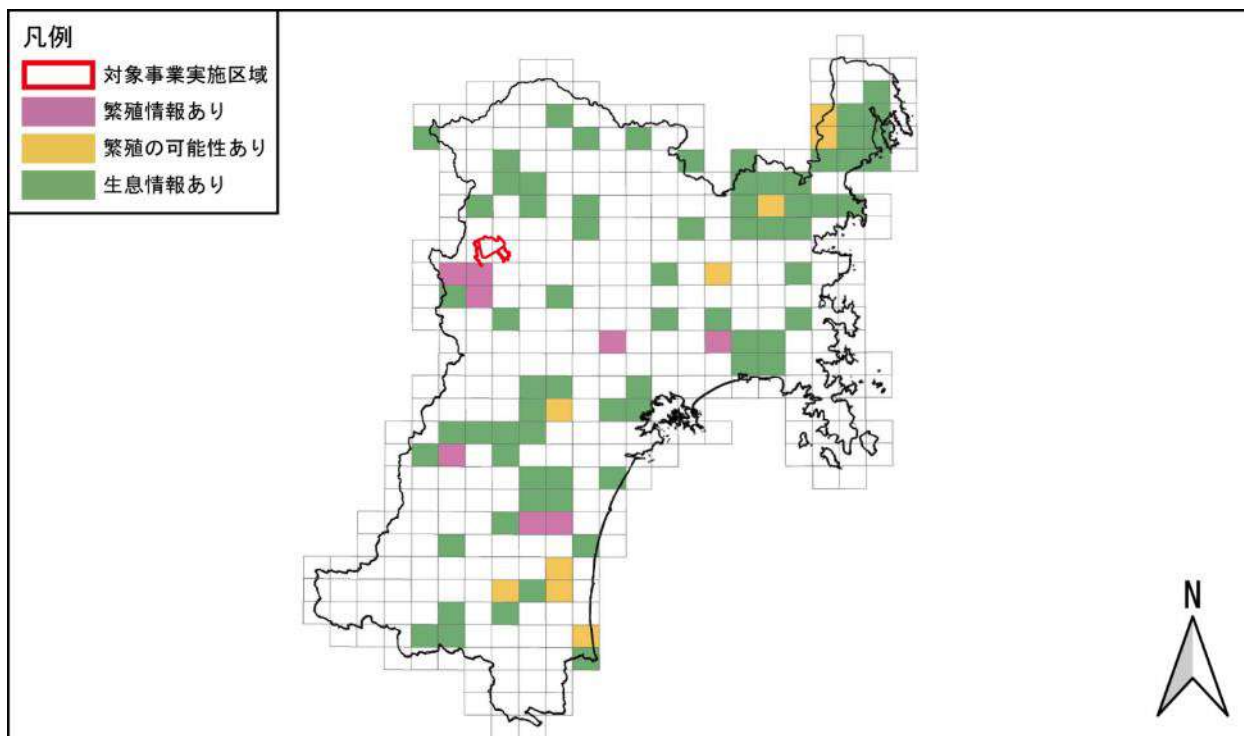 凡例
対象事業実施区域
繁殖情報あり
繁殖の可能性あり
生息情報あり
N